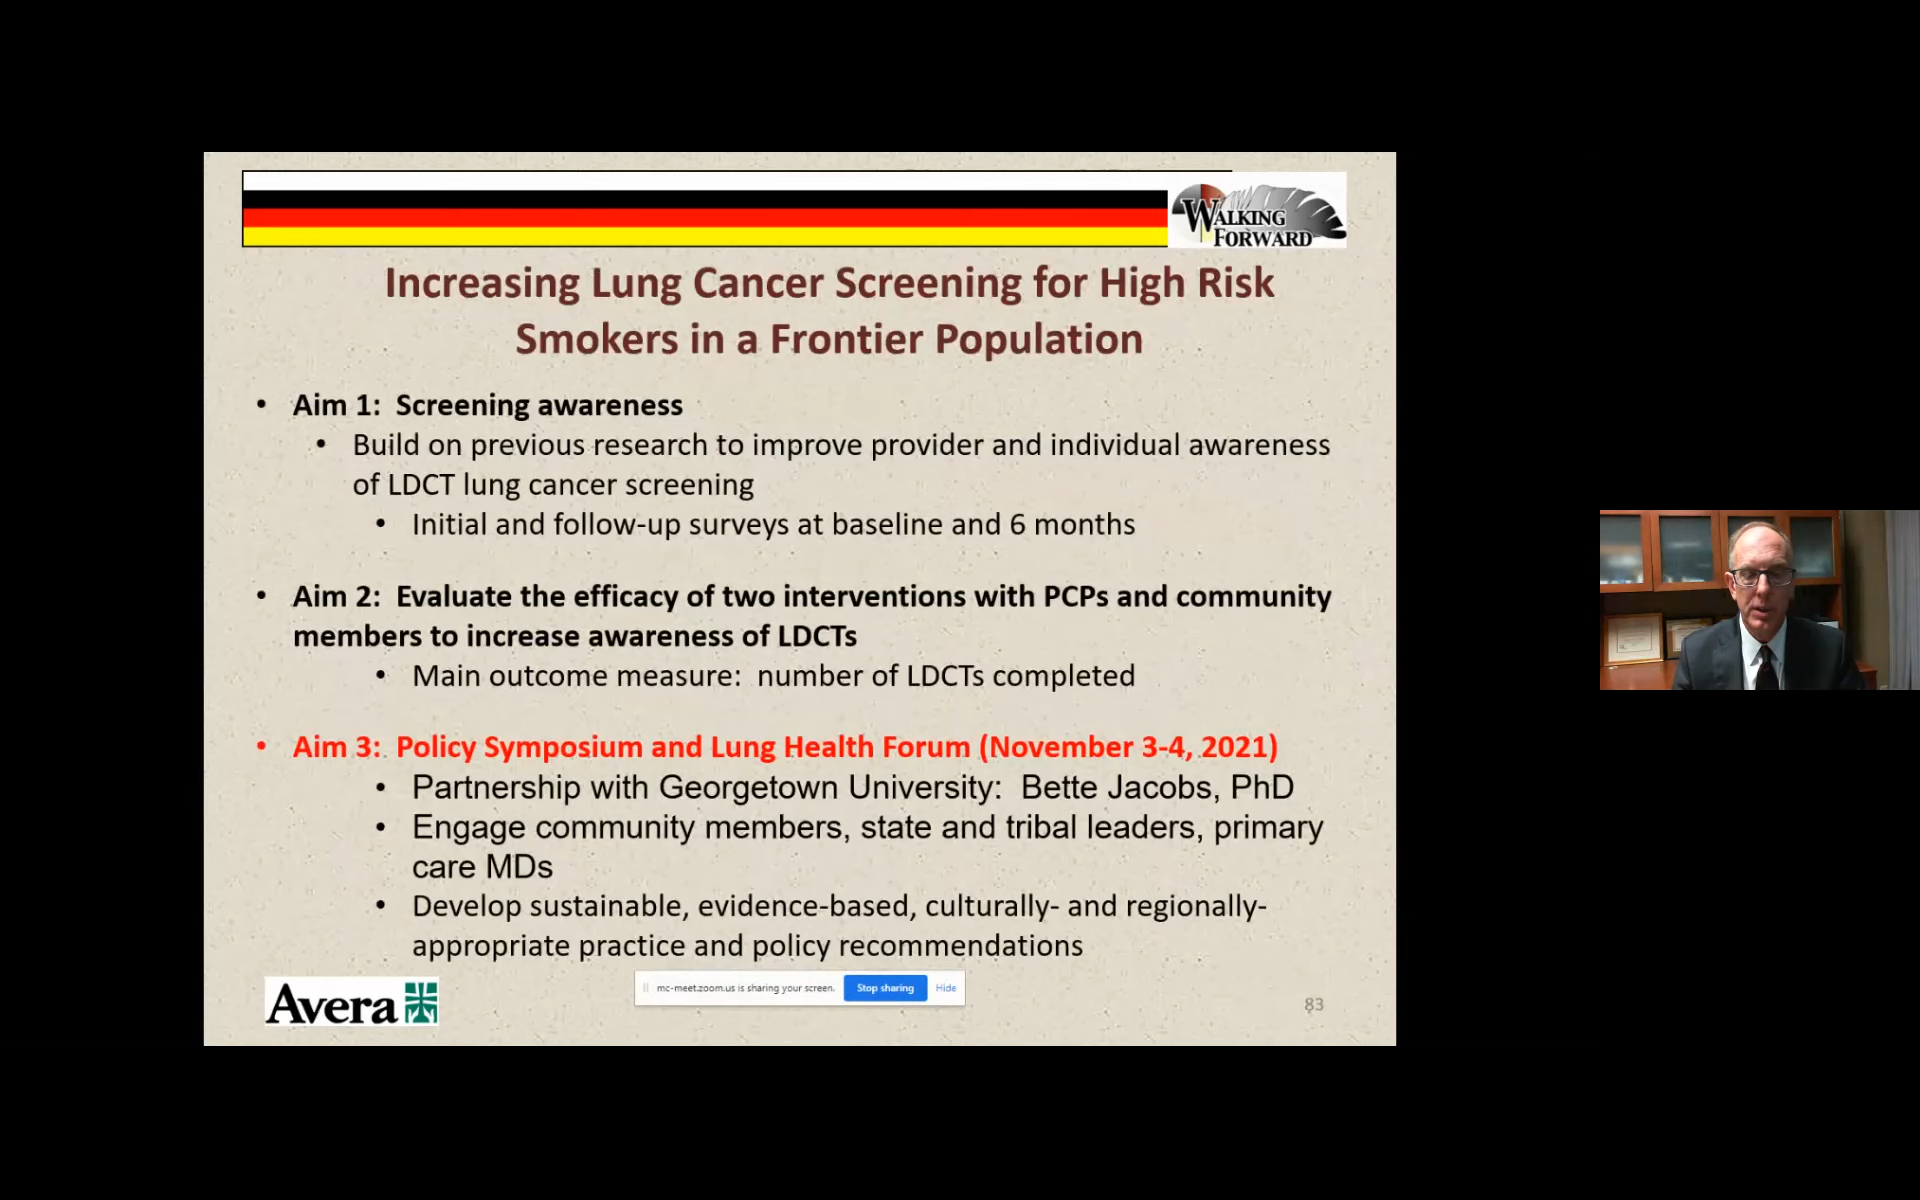 WALKING
FORWARD
Increasing Lung Cancer Screening for High Risk
Smokers in a Frontier Population
• Aim 1:  Screening awareness
• Build on previous research to improve provider and individual awareness
of LDCT lung cancer screening
• Initial and follow-up surveys at baseline and 6 months
• Aim 2:  Evaluate the efficacy of two interventions with PCPs and community
members to increase awareness of LDCTs
• Main outcome measure:  number of LDCTs completed
• Aim 3:  Policy Symposium and Lung Health Forum (November 3-4, 2021)
• Partnership with Georgetown University:  Bette Jacobs, PhD
• Engage community members, state and tribal leaders, primary
care MDs
• Develop sustainable, evidence-based, culturally- and regionally-
appropriate practice and policy recommendations
Avera
mc-meet.zoom.us is sharing your screen. Stop sharing Hide
83